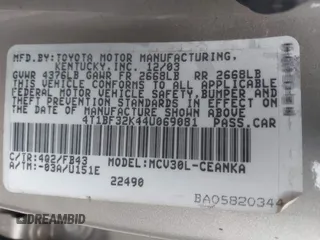 MFD.BY:TOYOTA MOTOR MANUFACTURING,
KENTUCKY,INC. 12/03
GVWR 4376LB GAWR FR 2668LB RR 2668LB
THIS VEHICLE CONFORMS TO ALL APPLICABLE
FEDERAL MOTOR VEHICLE SAFETY,BUMPER AND
THEFT PREVENTION STANDARDS IN EFFECT ON
THE DATE OF MANUFACTURE SHOWN ABOVE.
4T1BF32K44U069081 PASS.CAR
C/TR:402/FB43 MODEL:MCV30L-CEANKA
A/TM:-03A/U151E
22490
BA05820344